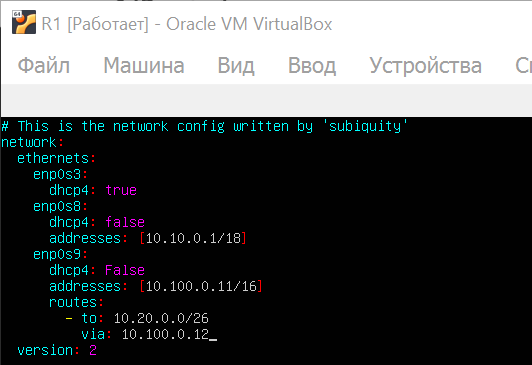 R1 [Работает] - Oracle VM VirtualBox
Файл Машина Вид Ввод Устройства
# This is the network config written by 'subiquity'
network:
  ethernets:
    enp0s3:
      dhcp4: true
    enp0s8:
      dhcp4: false
      addresses: [10.10.0.1/18]
    enp0s9:
      dhcp4: False
      addresses: [10.100.0.11/16]
      routes:
        - to: 10.20.0.0/26
          via: 10.100.0.12_
  version: 2